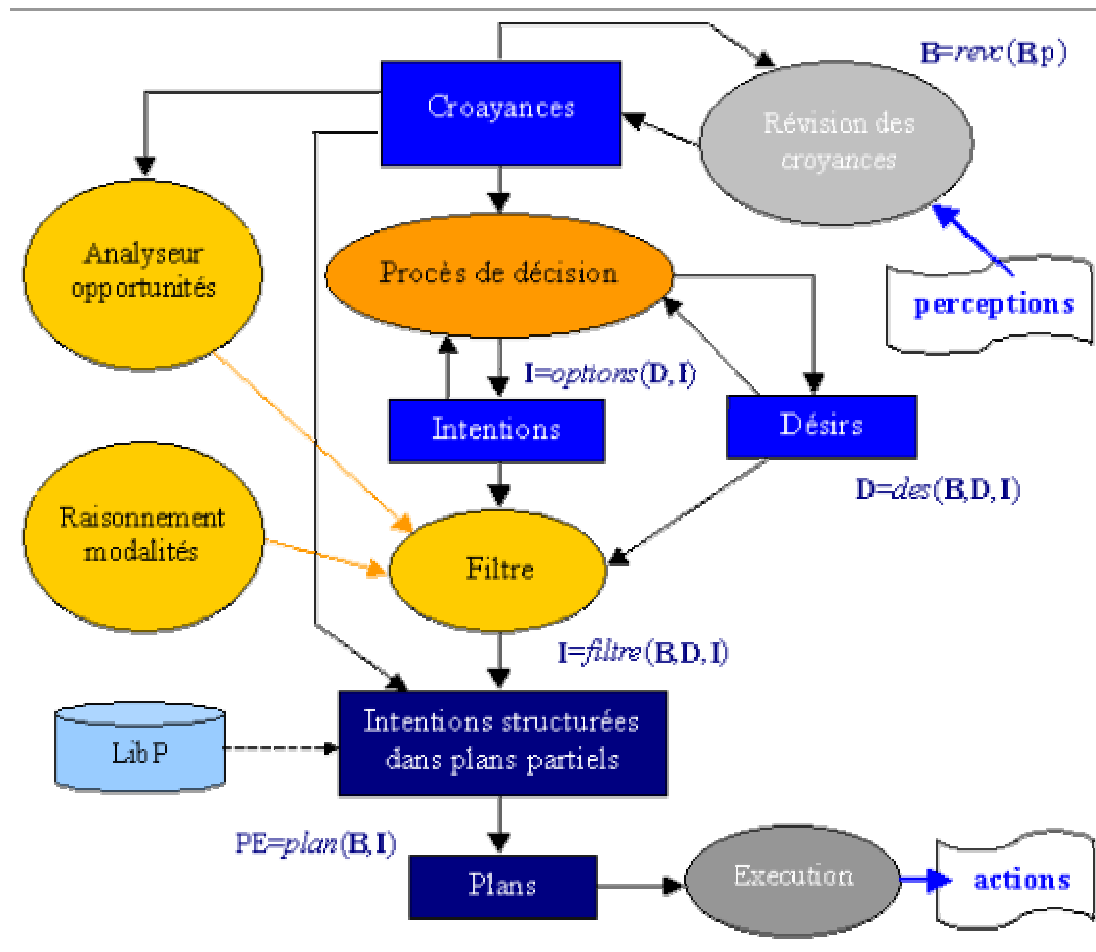 B=revc(B,p)
Croayances
Révision des
croyances
Analyseur
opportunités
Procès de décision
perceptions
I=options(D,I)
Intentions
Désirs
D=des(B,D,I)
Raisonnement
modalités
Filtre
I=filtre(B,D,I)
Intentions structurées
dans plans partiels
Lib P
PE=plan(B,I)
Plans
Execution
actions